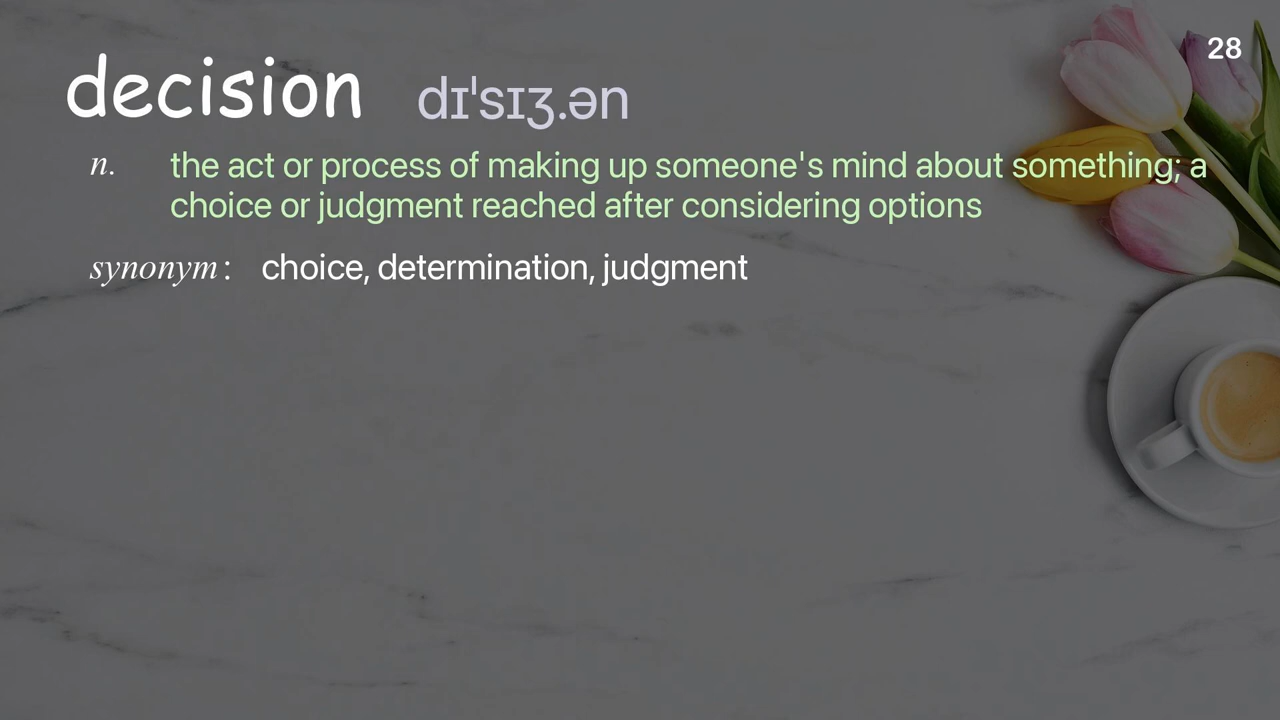 28
decision dɪˈsɪʒ.ən
n. the act or process of making up someone's mind about something; a
choice or judgment reached after considering options
synonym: choice, determination, judgment